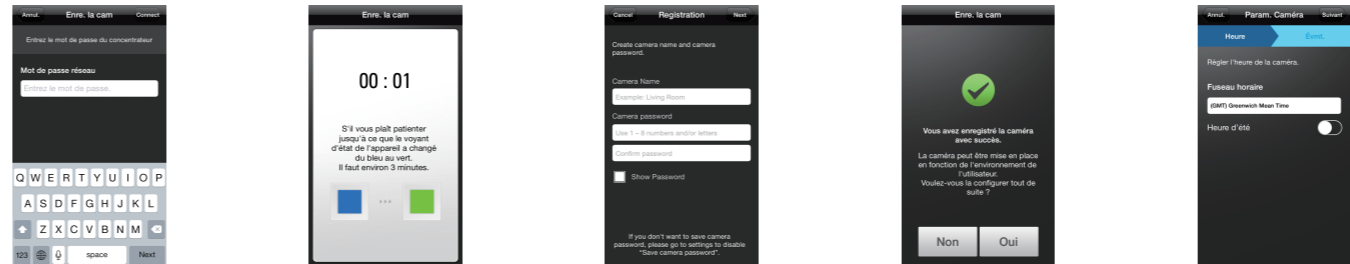 Annul. Enre. la cam Connect
Entrez le mot de passe du concentrateur
Mot de passe réseau
Entrez le mot de passe.
Q W E R T Y U I O P
A S D F G H J K L
Z X C V B N M
123 space Next
Enre. la cam
00 : 01
S'il vous plaît patienter
jusqu'à ce que le voyant
d'état de l'appareil a changé
du bleu au vert.
Il faut environ 3 minutes.
Cancel Registration Next
Create camera name and camera
password.
Camera Name
Example: Living Room
Camera password
Use 1 – 8 numbers and/or letters
Confirm password
Show Password
If you don't want to save camera
password, please go to settings to disable
"Save camera password".
Enre. la cam
Vous avez enregistré la caméra
avec succès.
La caméra peut être mise en place
en fonction de l'environnement de
l'utilisateur.
Voulez-vous la configurer tout de
suite ?
Non Oui
Annul. Param. Caméra Suivant
Heure Évnt.
Régler l'heure de la caméra.
Fuseau horaire
(GMT) Greenwich Mean Time
Heure d'été